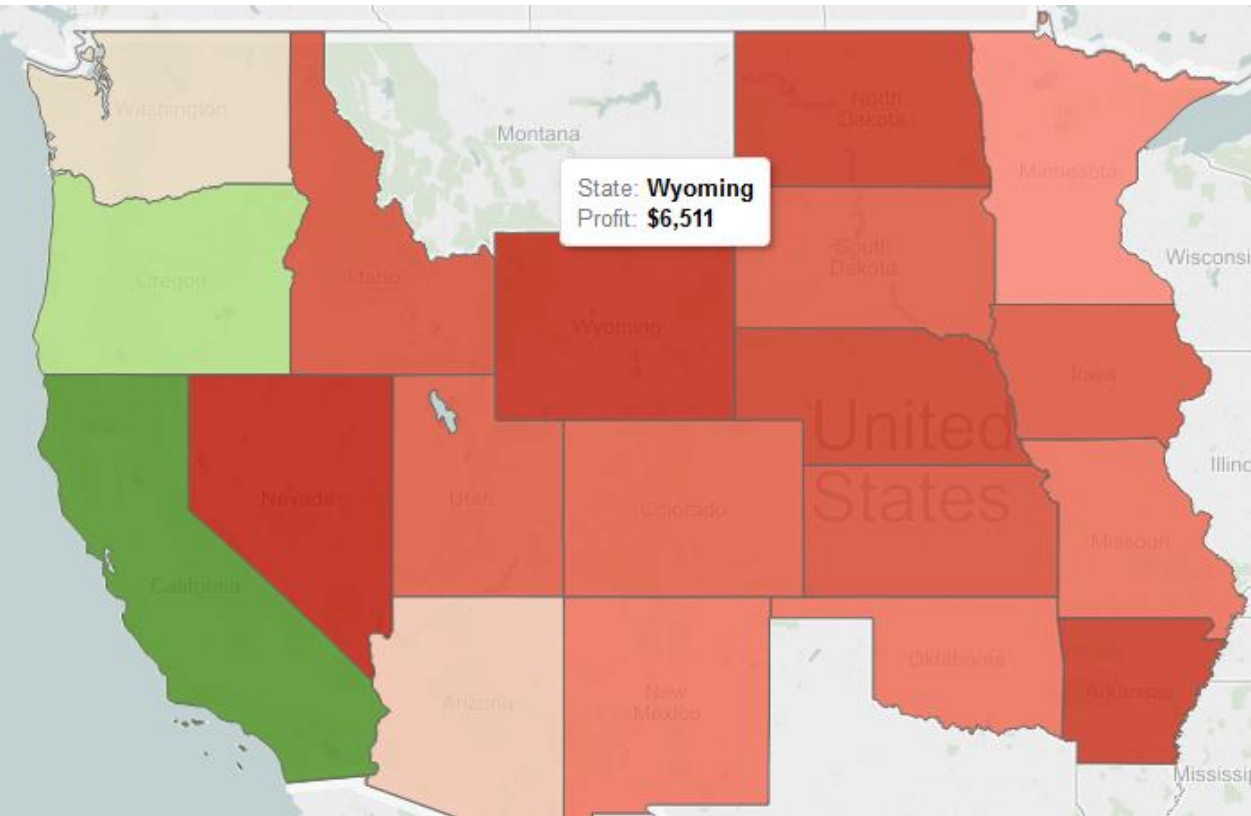 Washington
Montana
North
Dakota
Minnesota
State: Wyoming
Profit: $6,511
Wisconsi
Oregon
Idaho
South
Dakota
Wyoming
Iowa
United
States
Illino
Nevada
Utah
Colorado
Missouri
California
Arizona
New
Mexico
Oklahoma
Arkansas
Mississip